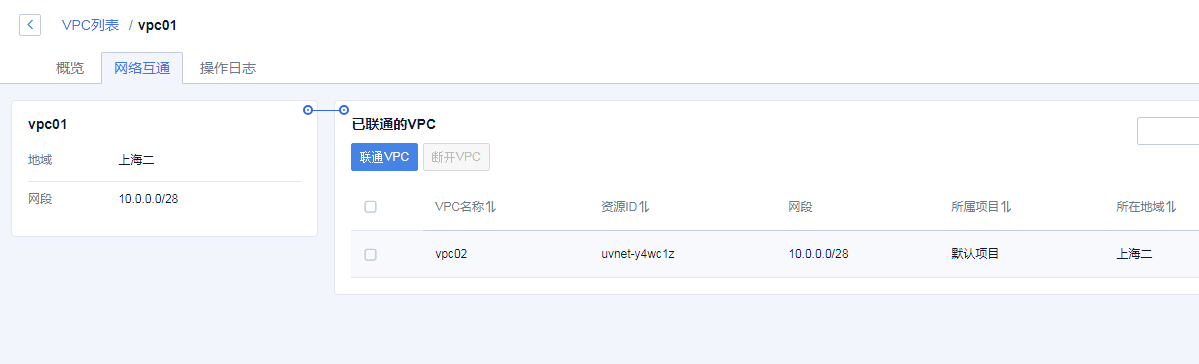 VPC列表 / vpc01
概览 网络互通 操作日志
vpc01
地域 上海二
网段 10.0.0.0/28
已联通的VPC
联通VPC 断开VPC
VPC名称 资源ID 网段 所属项目 所在地域
vpc02 uvnet-y4wc1z 10.0.0.0/28 默认项目 上海二